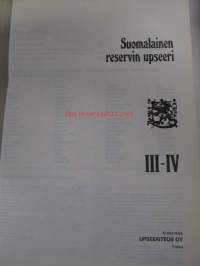 Suomalainen
reservin upseeri
III-IV
Kustantaja
UPSEERITEOS OY
Turku